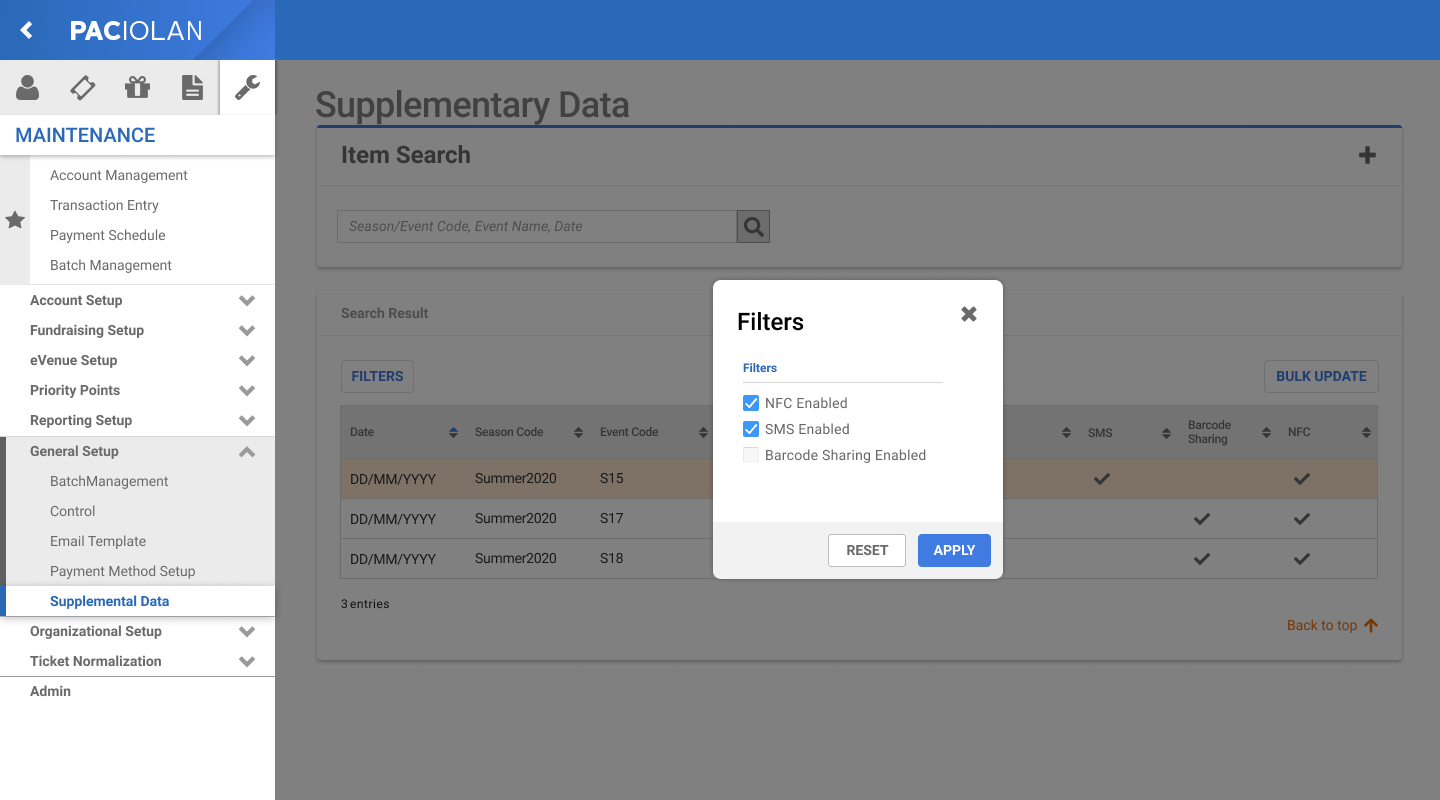 PACIOLAN
MAINTENANCE
Account Management
Transaction Entry
Payment Schedule
Batch Management
Account Setup
Fundraising Setup
eVenue Setup
Priority Points
Reporting Setup
General Setup
BatchManagement
Control
Email Template
Payment Method Setup
Supplemental Data
Organizational Setup
Ticket Normalization
Admin
Supplementary Data
Item Search
Season/Event Code, Event Name, Date
Search Result
FILTERS
BULK UPDATE
Date Season Code Event Code SMS Barcode Sharing NFC
DD/MM/YYYY Summer2020 S15
DD/MM/YYYY Summer2020 S17
DD/MM/YYYY Summer2020 S18
3 entries
Back to top
Filters
Filters
NFC Enabled
SMS Enabled
Barcode Sharing Enabled
RESET APPLY